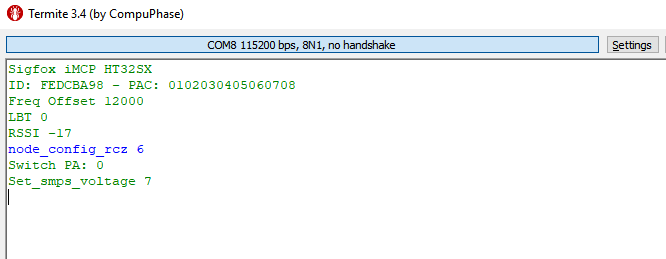 Termite 3.4 (by CompuPhase)
COM8 115200 bps, 8N1, no handshake
Settings
Sigfox iMCP HT32SX
ID: FEDCBA98 - PAC: 0102030405060708
Freq Offset 12000
LBT 0
RSSI -17
node_config_rcz 6
Switch PA: 0
Set_smps_voltage 7